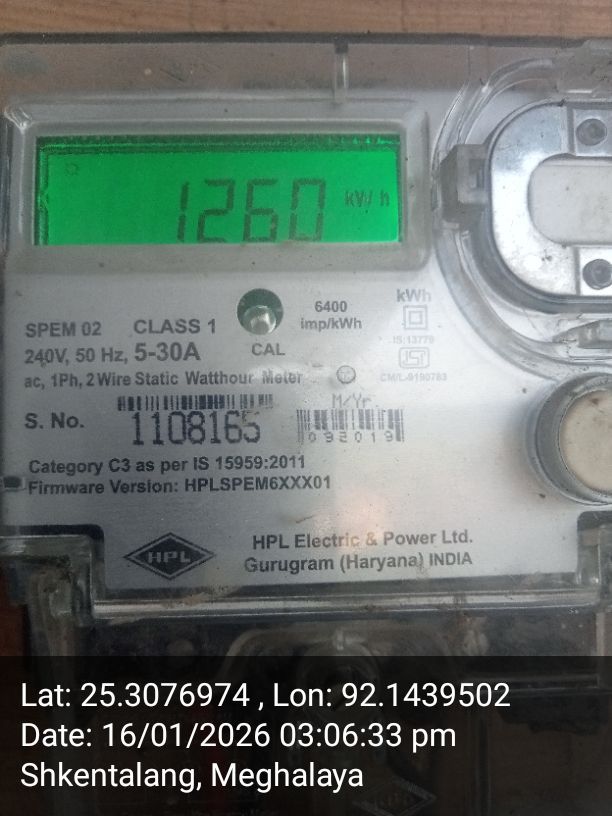 1260 kWh
SPEM 02 CLASS 1
240V, 50 Hz, 5-30A
ac, 1Ph, 2 Wire Static Watthour Meter
CAL
6400
imp/kWh
kWh
IS:13779
CM/L-9190783
S. No. 1108165
M/Yr
092019
Category C3 as per IS 15959:2011
Firmware Version: HPLSPEM6XXX01
HPL
HPL Electric & Power Ltd.
Gurugram (Haryana) INDIA
Lat: 25.3076974 , Lon: 92.1439502
Date: 16/01/2026 03:06:33 pm
Shkentalang, Meghalaya